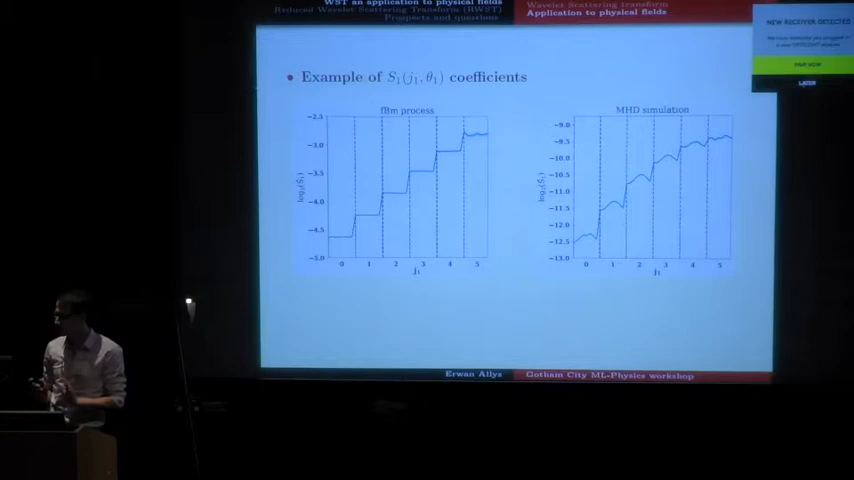 WST an application to physical fields
Reduced Wavelet Scattering Transform (RWST)
Prospects and questions
Wavelet Scattering transform
Application to physical fields
NEW RECEIVER DETECTED
LATER
• Example of S₁(j₁, θ₁) coefficients
fBm process
−2.5
−3.0
−3.5
−4.0
−4.5
−5.0
log₂(S̄₁)
0 1 2 3 4 5
j₁
MHD simulation
−9.0
−9.5
−10.0
−10.5
−11.0
−11.5
−12.0
−12.5
−13.0
log₂(S̄₁)
0 1 2 3 4 5
j₁
Erwan Allys
Gotham City ML-Physics workshop